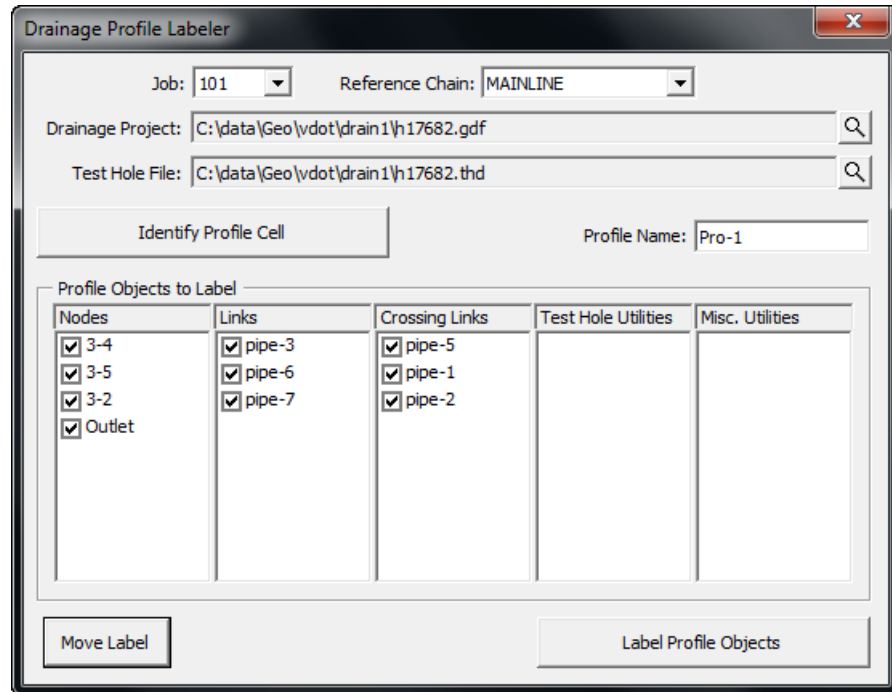 Drainage Profile Labeler
Job: 101 Reference Chain: MAINLINE
Drainage Project: C:\data\Geo\vdot\drain1\h17682.gdf
Test Hole File: C:\data\Geo\vdot\drain1\h17682.thd
Identify Profile Cell Profile Name: Pro-1
Profile Objects to Label
Nodes Links Crossing Links Test Hole Utilities Misc. Utilities
3-4 pipe-3 pipe-5
3-5 pipe-6 pipe-1
3-2 pipe-7 pipe-2
Outlet
Move Label Label Profile Objects